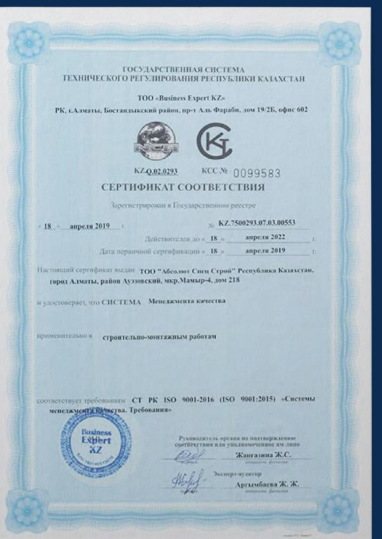 ГОСУДАРСТВЕННАЯ СИСТЕМА
ТЕХНИЧЕСКОГО РЕГУЛИРОВАНИЯ РЕСПУБЛИКИ КАЗАХСТАН
ТОО «Business Expert KZ»
РК, г.Алматы, Бостандыкский район, пр-т Аль Фараби, дом 19/2Б, офис 602
KZ.Q.02.0293 КСС № 0099583
СЕРТИФИКАТ СООТВЕТСТВИЯ
Зарегистрирован в Государственном реестре
« 18 » апреля 2019 г. № KZ.7500293.07.03.00553
Действителен до « 18 » апреля 2022 г.
Дата первичной сертификации « 18 » апреля 2019 г.
Настоящий сертификат выдан ТОО "Абсолют Спец Строй" Республика Казахстан,
город Алматы, район Ауэзовский, мкр.Мамыр-4, дом 218
и удостоверяет, что СИСТЕМА Менеджмента качества
применительно к строительно-монтажным работам
соответствует требованиям СТ РК ISO 9001-2016 (ISO 9001:2015) «Системы
менеджмента качества. Требования»
Business
Expert
KZ
Руководитель органа по подтверждению
соответствия или уполномоченное им лицо
Жангазина Ж.С.
Эксперт-аудитор
Аргымбаева Ж. Ж.